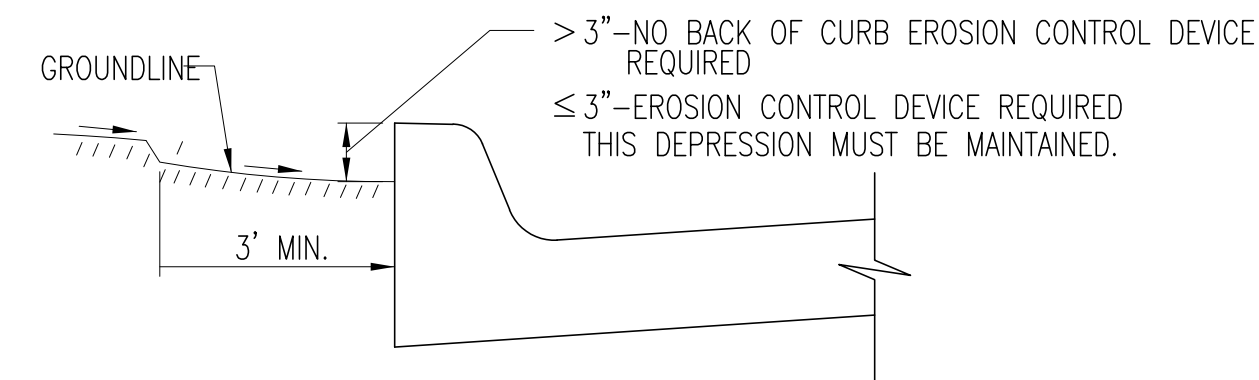 > 3"-NO BACK OF CURB EROSION CONTROL DEVICE
REQUIRED
GROUNDLINE
≤ 3"-EROSION CONTROL DEVICE REQUIRED
THIS DEPRESSION MUST BE MAINTAINED.
3' MIN.